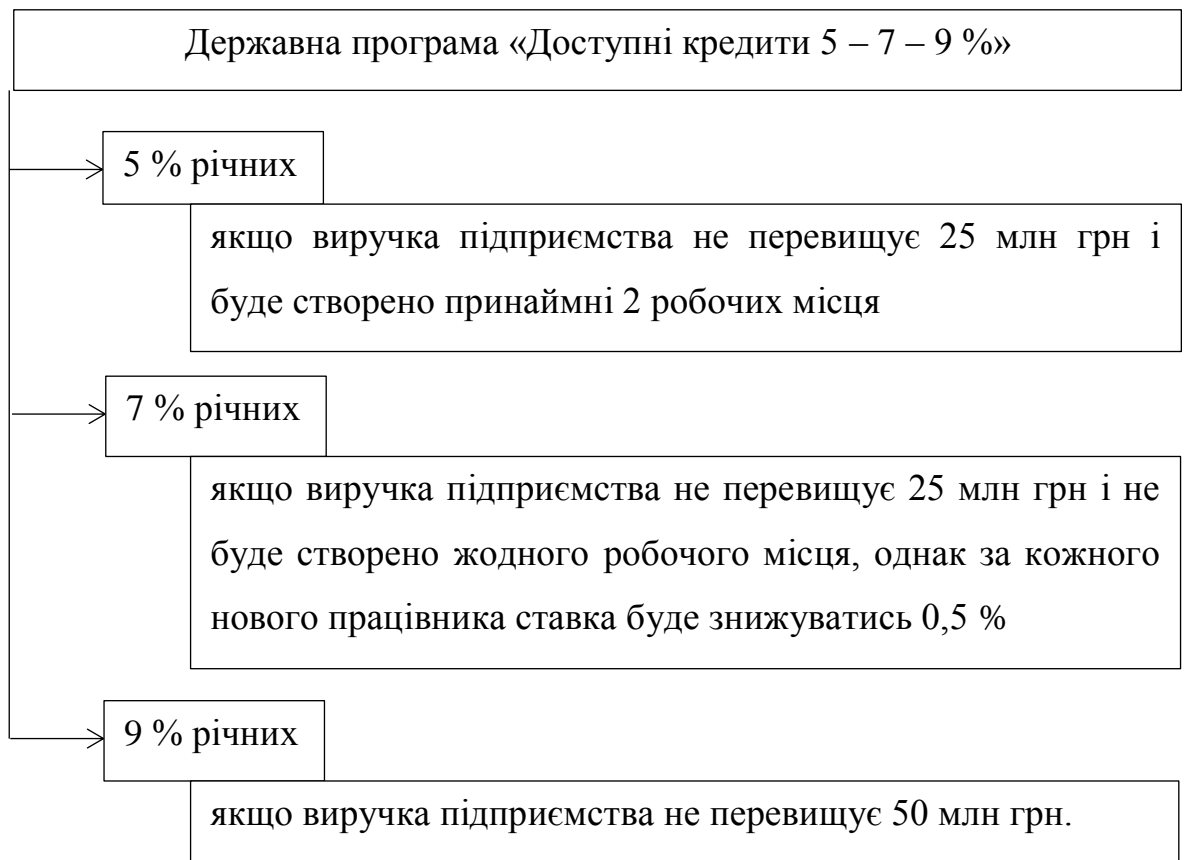 Державна програма «Доступні кредити 5 – 7 – 9 %»
5 % річних
якщо виручка підприємства не перевищує 25 млн грн і
буде створено принаймні 2 робочих місця
7 % річних
якщо виручка підприємства не перевищує 25 млн грн і не
буде створено жодного робочого місця, однак за кожного
нового працівника ставка буде знижуватись 0,5 %
9 % річних
якщо виручка підприємства не перевищує 50 млн грн.